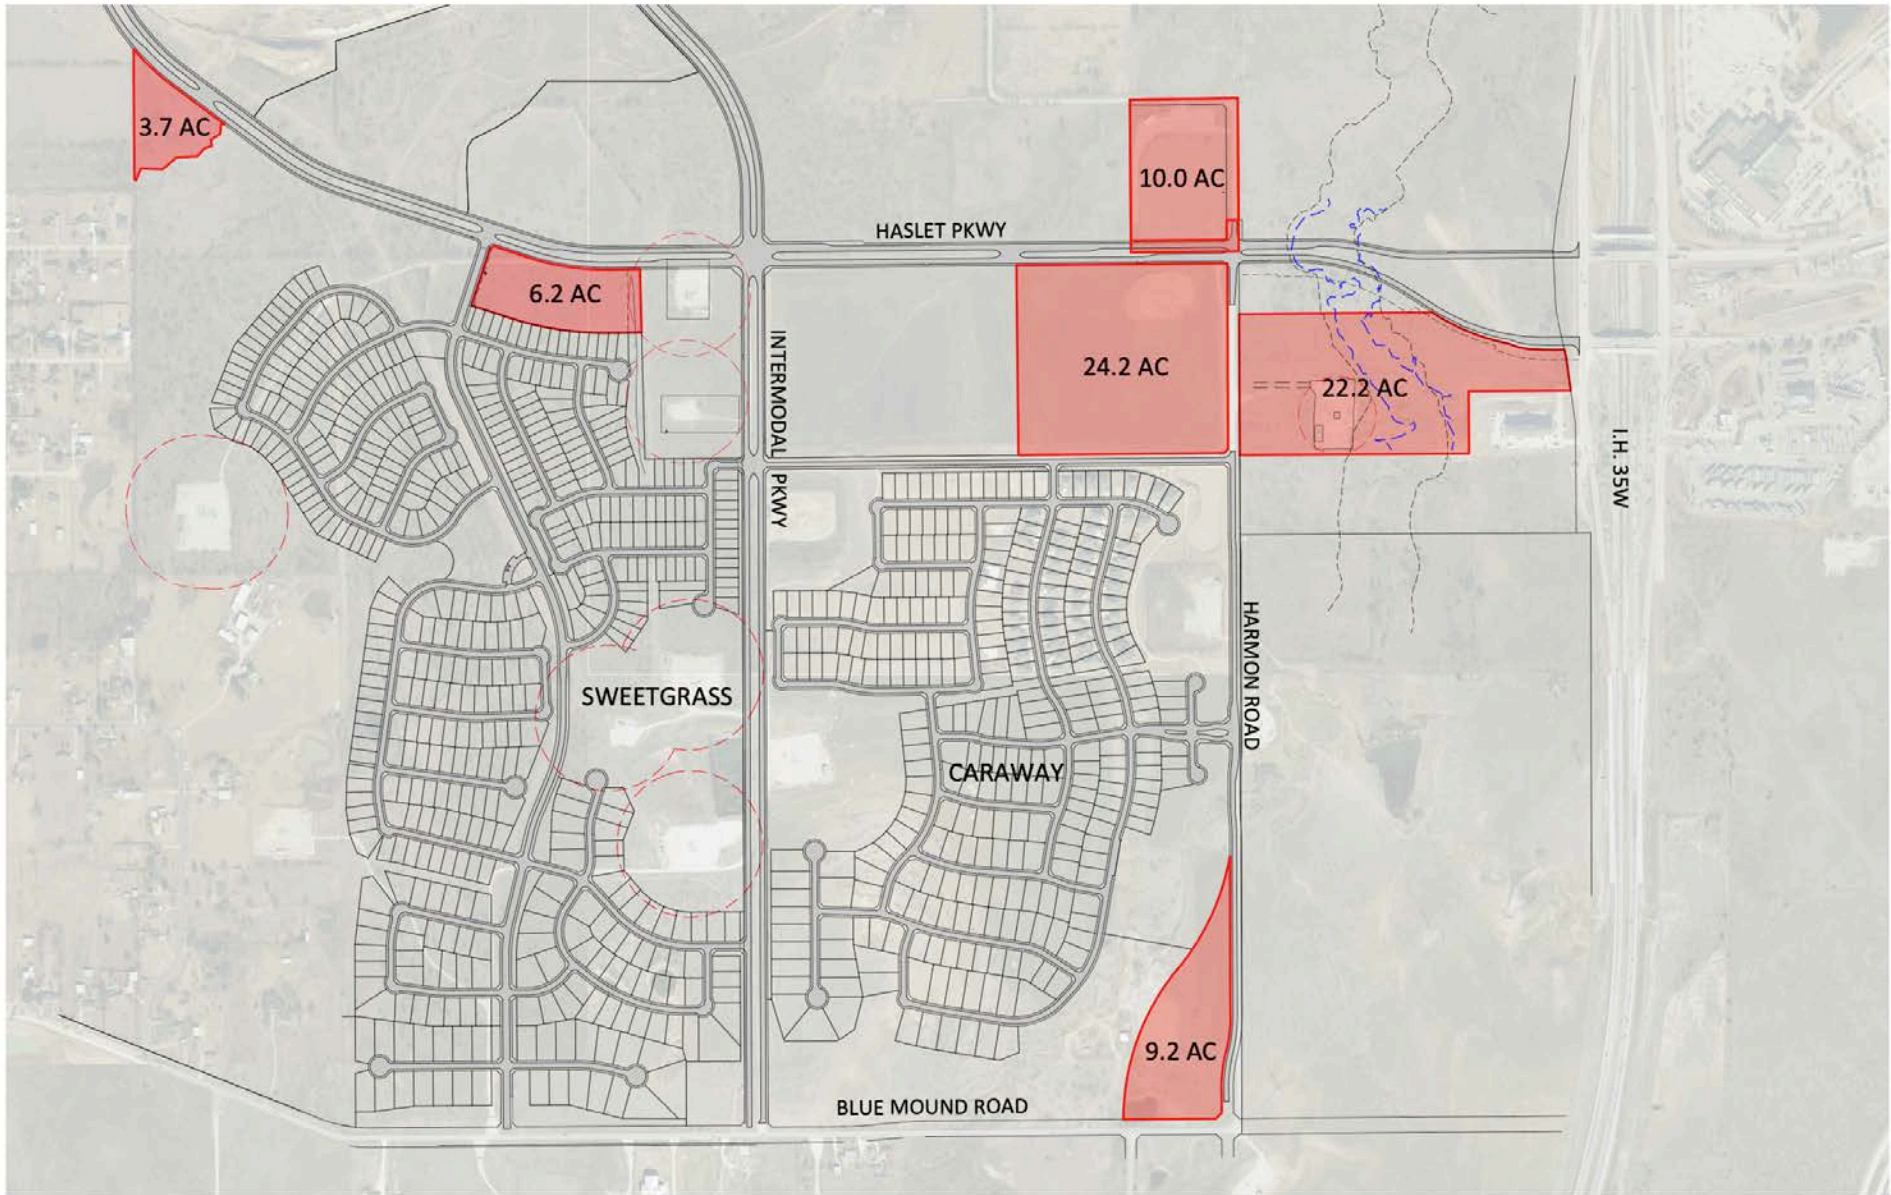 3.7 AC
10.0 AC
HASLET PKWY
6.2 AC
24.2 AC
22.2 AC
INTERMODAL PKWY
I.H. 35W
HARMON ROAD
SWEETGRASS
CARAWAY
9.2 AC
BLUE MOUND ROAD